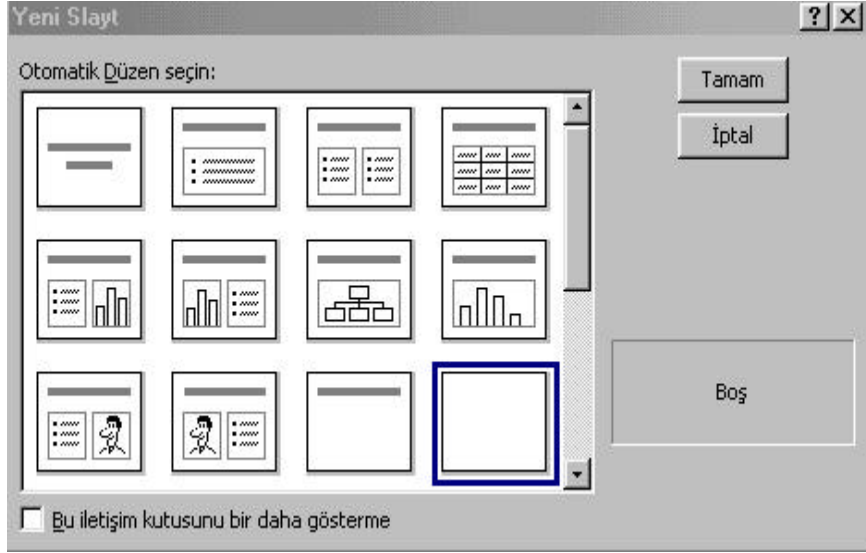 Yeni Slayt
Otomatik Düzen seçin:
Tamam
İptal
Boş
Bu iletişim kutusunu bir daha gösterme